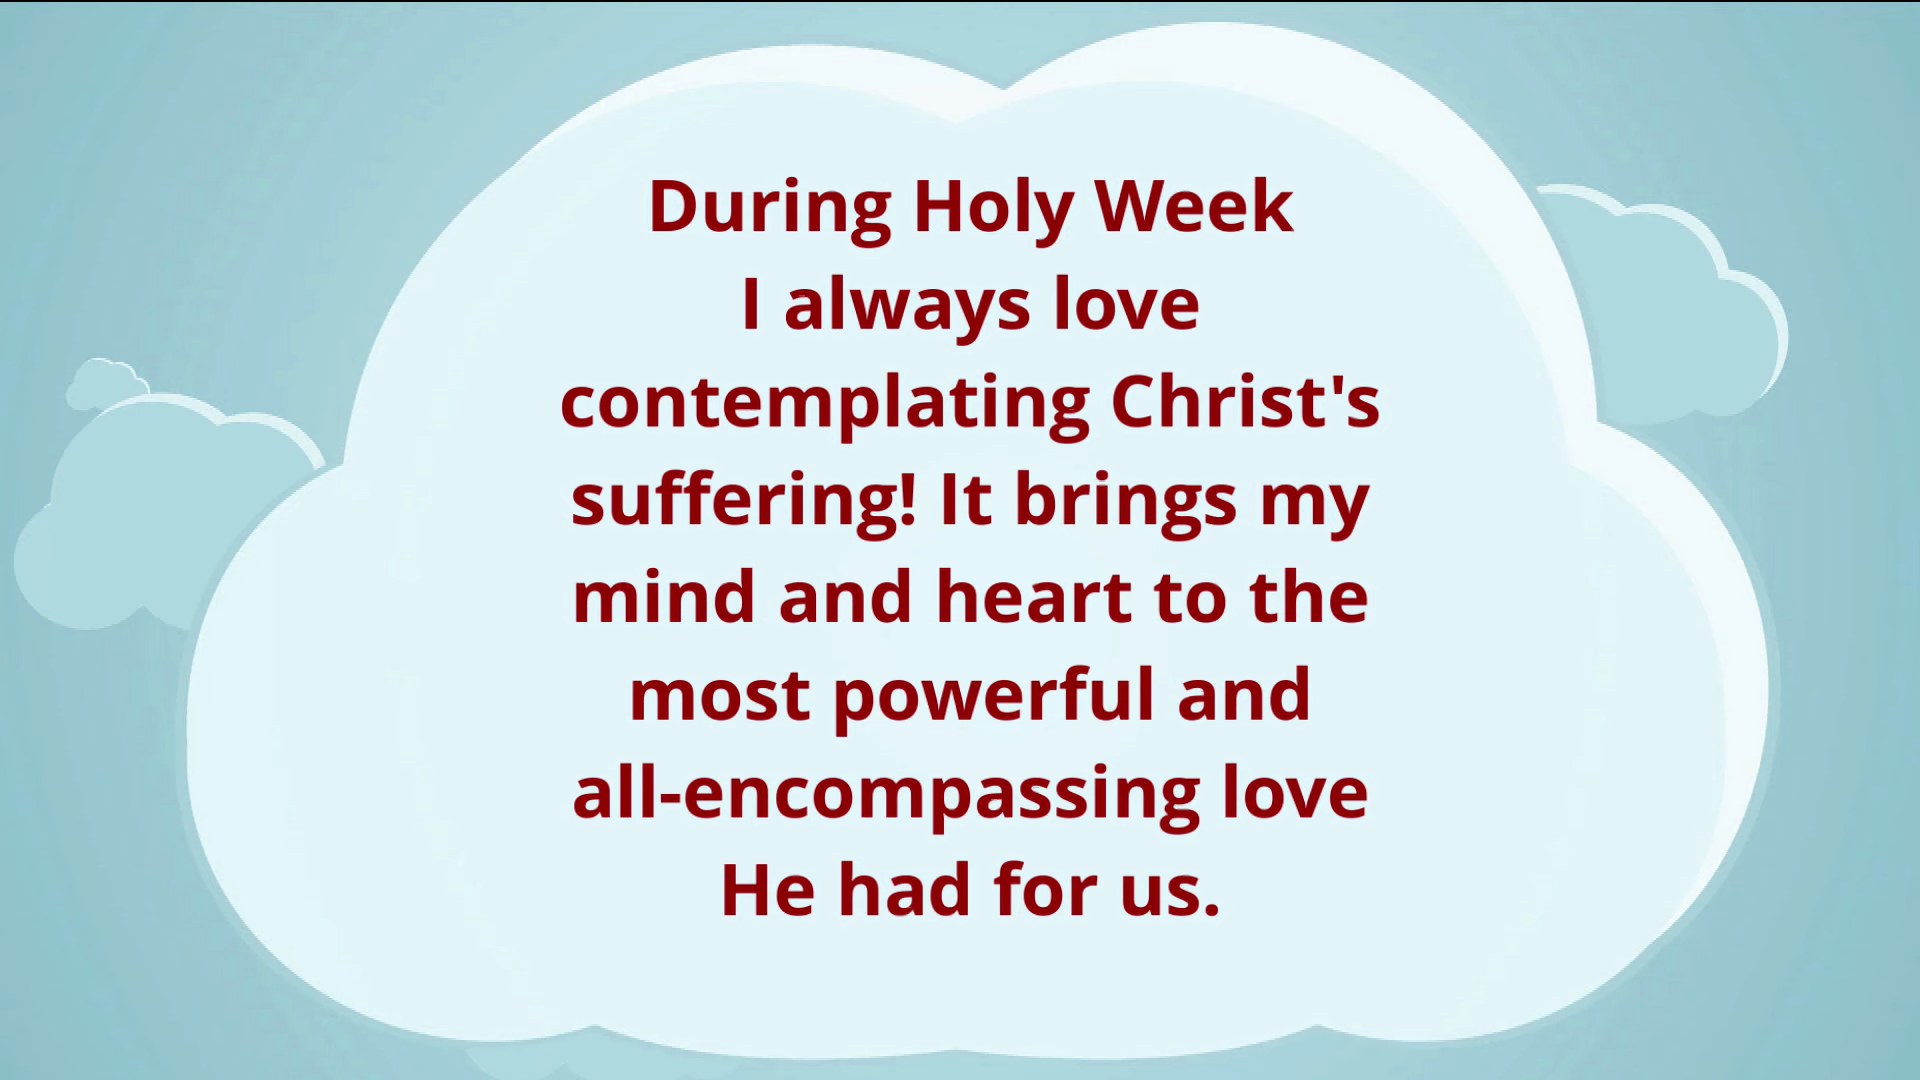 During Holy Week
I always love
contemplating Christ's
suffering! It brings my
mind and heart to the
most powerful and
all-encompassing love
He had for us.